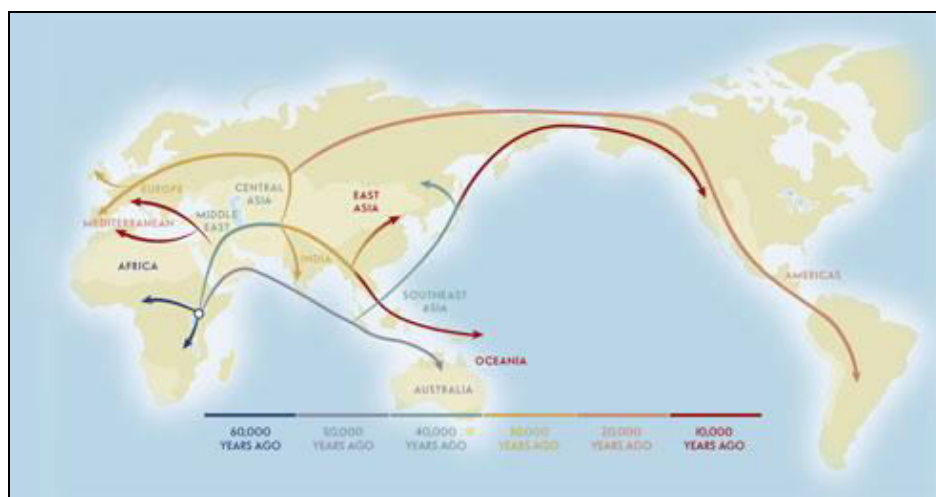 EUROPE
CENTRAL
ASIA
EAST
ASIA
MEDITERRANEAN
MIDDLE
EAST
AFRICA
INDIA
SOUTHEAST
ASIA
AMERICAS
OCEANIA
AUSTRALIA
60,000
YEARS AGO
50,000
YEARS AGO
40,000
YEARS AGO
30,000
YEARS AGO
20,000
YEARS AGO
10,000
YEARS AGO